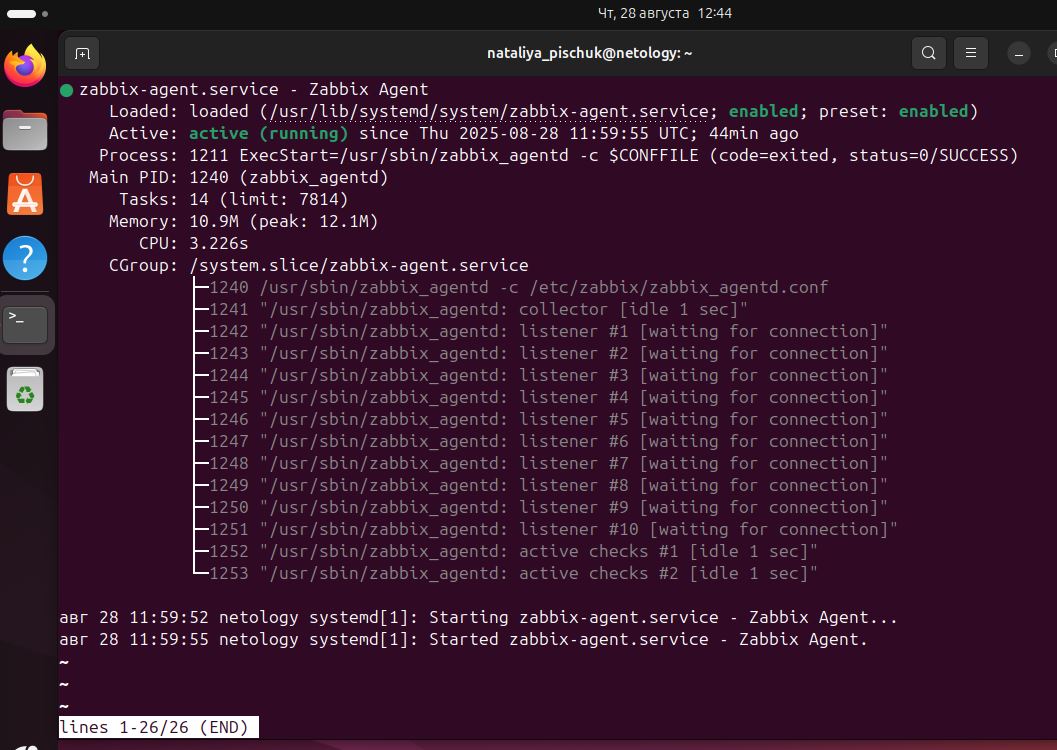 Чт, 28 августа 12:44
nataliya_pischuk@netology: ~
zabbix-agent.service - Zabbix Agent
Loaded: loaded (/usr/lib/systemd/system/zabbix-agent.service; enabled; preset: enabled)
Active: active (running) since Thu 2025-08-28 11:59:55 UTC; 44min ago
Process: 1211 ExecStart=/usr/sbin/zabbix_agentd -c $CONFFILE (code=exited, status=0/SUCCESS)
Main PID: 1240 (zabbix_agentd)
Tasks: 14 (limit: 7814)
Memory: 10.9M (peak: 12.1M)
CPU: 3.226s
CGroup: /system.slice/zabbix-agent.service
├─1240 /usr/sbin/zabbix_agentd -c /etc/zabbix/zabbix_agentd.conf
├─1241 "/usr/sbin/zabbix_agentd: collector [idle 1 sec]"
├─1242 "/usr/sbin/zabbix_agentd: listener #1 [waiting for connection]"
├─1243 "/usr/sbin/zabbix_agentd: listener #2 [waiting for connection]"
├─1244 "/usr/sbin/zabbix_agentd: listener #3 [waiting for connection]"
├─1245 "/usr/sbin/zabbix_agentd: listener #4 [waiting for connection]"
├─1246 "/usr/sbin/zabbix_agentd: listener #5 [waiting for connection]"
├─1247 "/usr/sbin/zabbix_agentd: listener #6 [waiting for connection]"
├─1248 "/usr/sbin/zabbix_agentd: listener #7 [waiting for connection]"
├─1249 "/usr/sbin/zabbix_agentd: listener #8 [waiting for connection]"
├─1250 "/usr/sbin/zabbix_agentd: listener #9 [waiting for connection]"
├─1251 "/usr/sbin/zabbix_agentd: listener #10 [waiting for connection]"
├─1252 "/usr/sbin/zabbix_agentd: active checks #1 [idle 1 sec]"
└─1253 "/usr/sbin/zabbix_agentd: active checks #2 [idle 1 sec]"
авг 28 11:59:52 netology systemd[1]: Starting zabbix-agent.service - Zabbix Agent...
авг 28 11:59:55 netology systemd[1]: Started zabbix-agent.service - Zabbix Agent.
~
~
~
lines 1-26/26 (END)